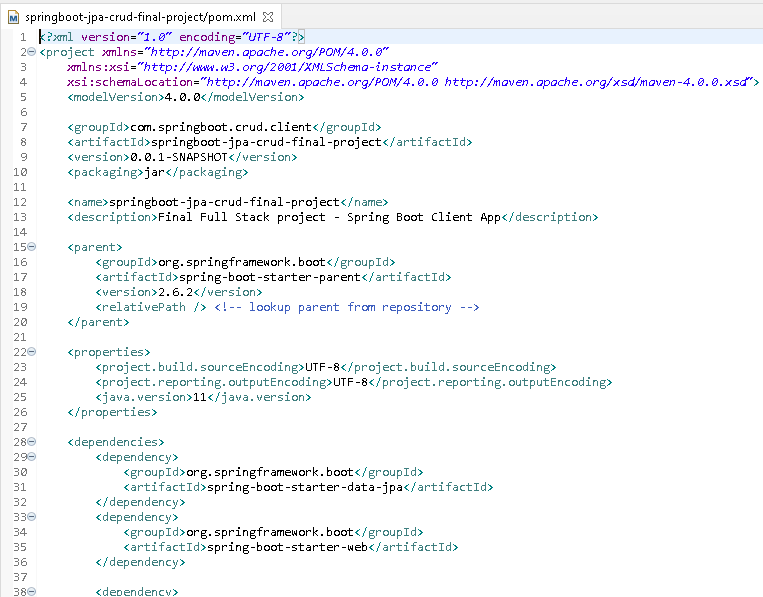 springboot-jpa-crud-final-project/pom.xml
1 <?xml version="1.0" encoding="UTF-8"?>
2 <project xmlns="http://maven.apache.org/POM/4.0.0"
3 xmlns:xsi="http://www.w3.org/2001/XMLSchema-instance"
4 xsi:schemaLocation="http://maven.apache.org/POM/4.0.0 http://maven.apache.org/xsd/maven-4.0.0.xsd">
5 <modelVersion>4.0.0</modelVersion>
6
7 <groupId>com.springboot.crud.client</groupId>
8 <artifactId>springboot-jpa-crud-final-project</artifactId>
9 <version>0.0.1-SNAPSHOT</version>
10 <packaging>jar</packaging>
11
12 <name>springboot-jpa-crud-final-project</name>
13 <description>Final Full Stack project - Spring Boot Client App</description>
14
15 <parent>
16 <groupId>org.springframework.boot</groupId>
17 <artifactId>spring-boot-starter-parent</artifactId>
18 <version>2.6.2</version>
19 <relativePath /> <!-- lookup parent from repository -->
20 </parent>
21
22 <properties>
23 <project.build.sourceEncoding>UTF-8</project.build.sourceEncoding>
24 <project.reporting.outputEncoding>UTF-8</project.reporting.outputEncoding>
25 <java.version>11</java.version>
26 </properties>
27
28 <dependencies>
29 <dependency>
30 <groupId>org.springframework.boot</groupId>
31 <artifactId>spring-boot-starter-data-jpa</artifactId>
32 </dependency>
33 <dependency>
34 <groupId>org.springframework.boot</groupId>
35 <artifactId>spring-boot-starter-web</artifactId>
36 </dependency>
37
38 <dependency>